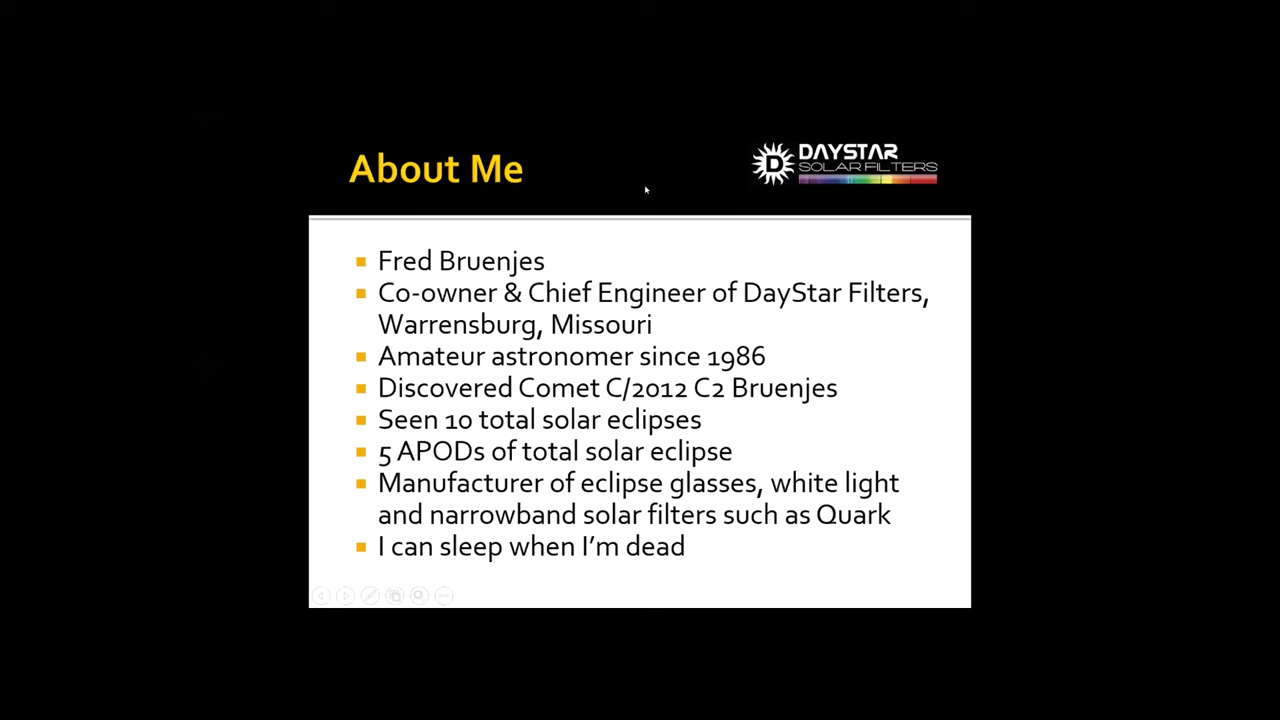 About Me
D
DAYSTAR
SOLAR FILTERS
Fred Bruenjes
Co-owner & Chief Engineer of DayStar Filters,
Warrensburg, Missouri
Amateur astronomer since 1986
Discovered Comet C/2012 C2 Bruenjes
Seen 10 total solar eclipses
5 APODs of total solar eclipse
Manufacturer of eclipse glasses, white light
and narrowband solar filters such as Quark
I can sleep when I’m dead